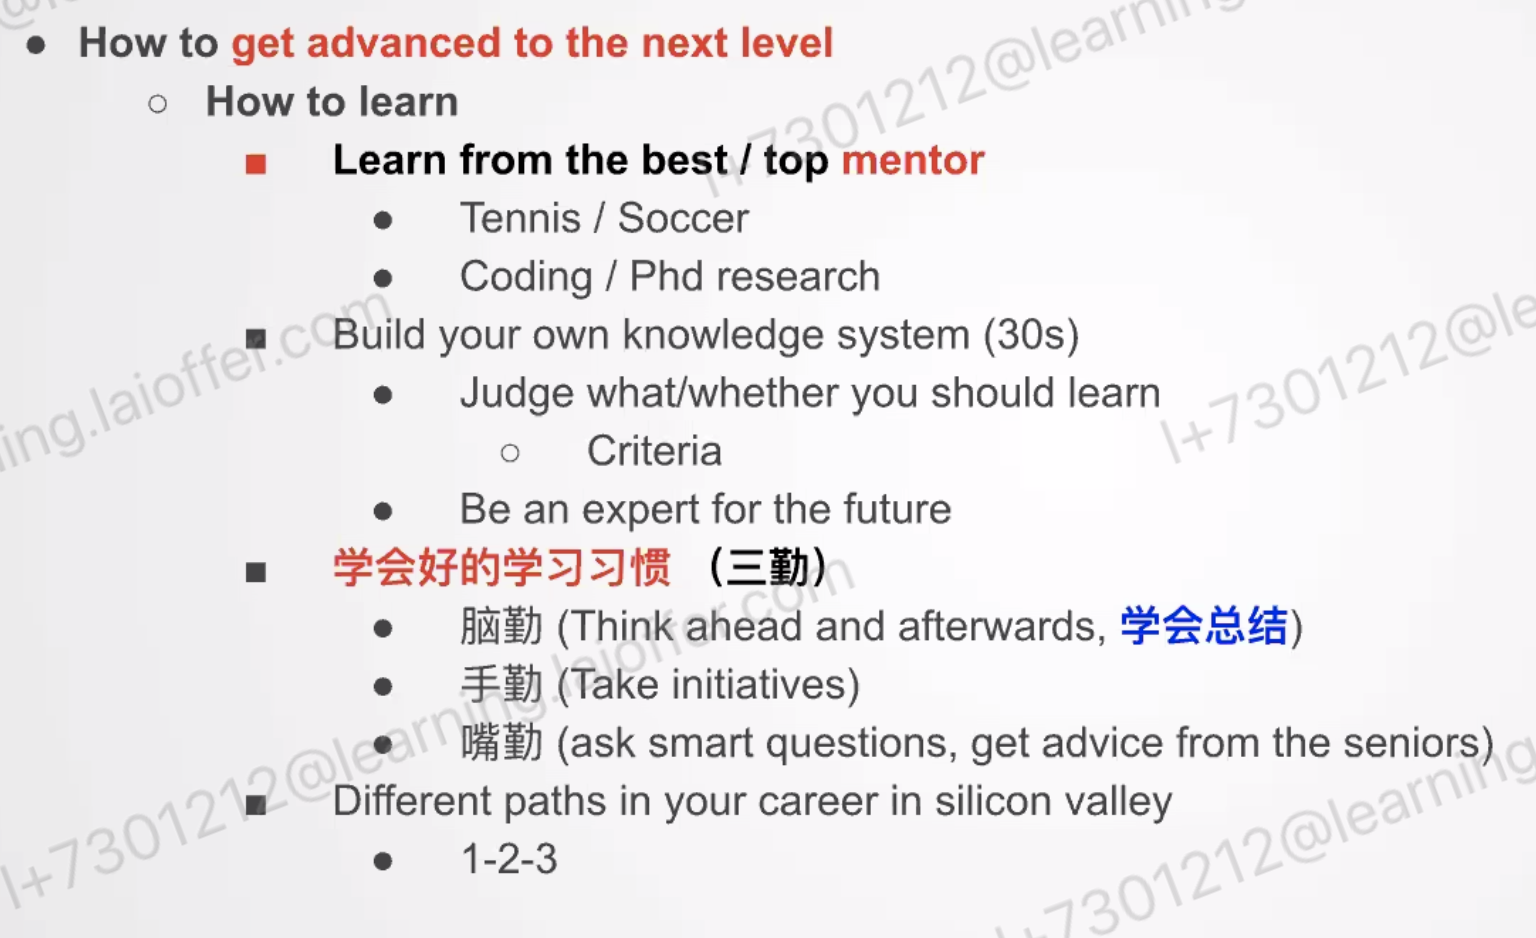 ● How to get advanced to the next level
○ How to learn
■ Learn from the best / top mentor
● Tennis / Soccer
● Coding / Phd research
■ Build your own knowledge system (30s)
● Judge what/whether you should learn
○ Criteria
● Be an expert for the future
■ 学会好的学习习惯 （三勤）
● 脑勤 (Think ahead and afterwards, 学会总结)
● 手勤 (Take initiatives)
● 嘴勤 (ask smart questions, get advice from the seniors)
■ Different paths in your career in silicon valley
● 1-2-3
l+7301212@learning
ning.laioffer.com
l+7301212@le
l+7301212@learning.laioffer.com
l+7301212@learning